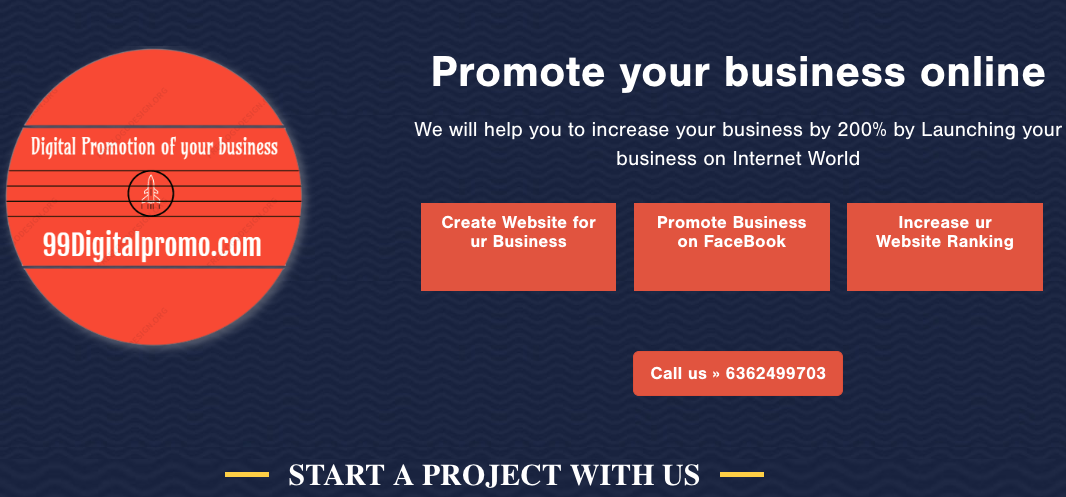 Digital Promotion of your business
99Digitalpromo.com
Promote your business online
We will help you to increase your business by 200% by Launching your
business on Internet World
Create Website for
ur Business
Promote Business
on FaceBook
Increase ur
Website Ranking
Call us » 6362499703
START A PROJECT WITH US